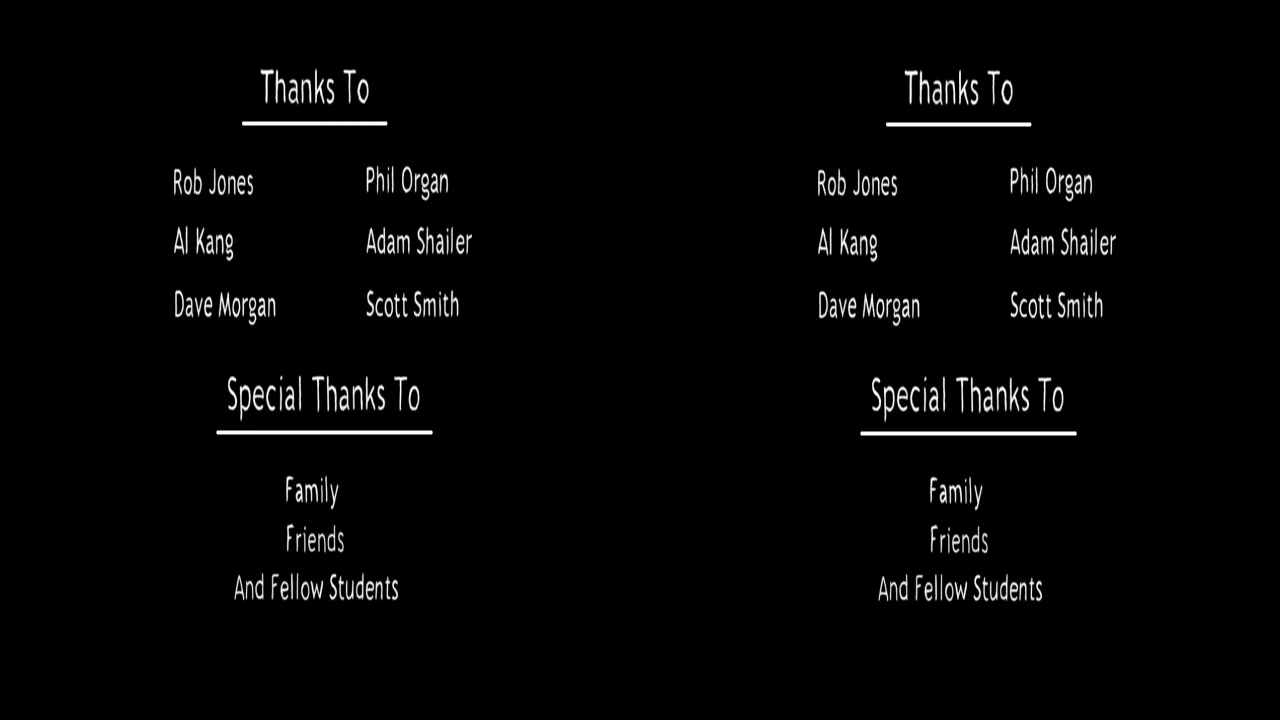 Thanks To
Rob Jones Phil Organ
Al Kang Adam Shailer
Dave Morgan Scott Smith
Special Thanks To
Family
Friends
And Fellow Students
Thanks To
Rob Jones Phil Organ
Al Kang Adam Shailer
Dave Morgan Scott Smith
Special Thanks To
Family
Friends
And Fellow Students